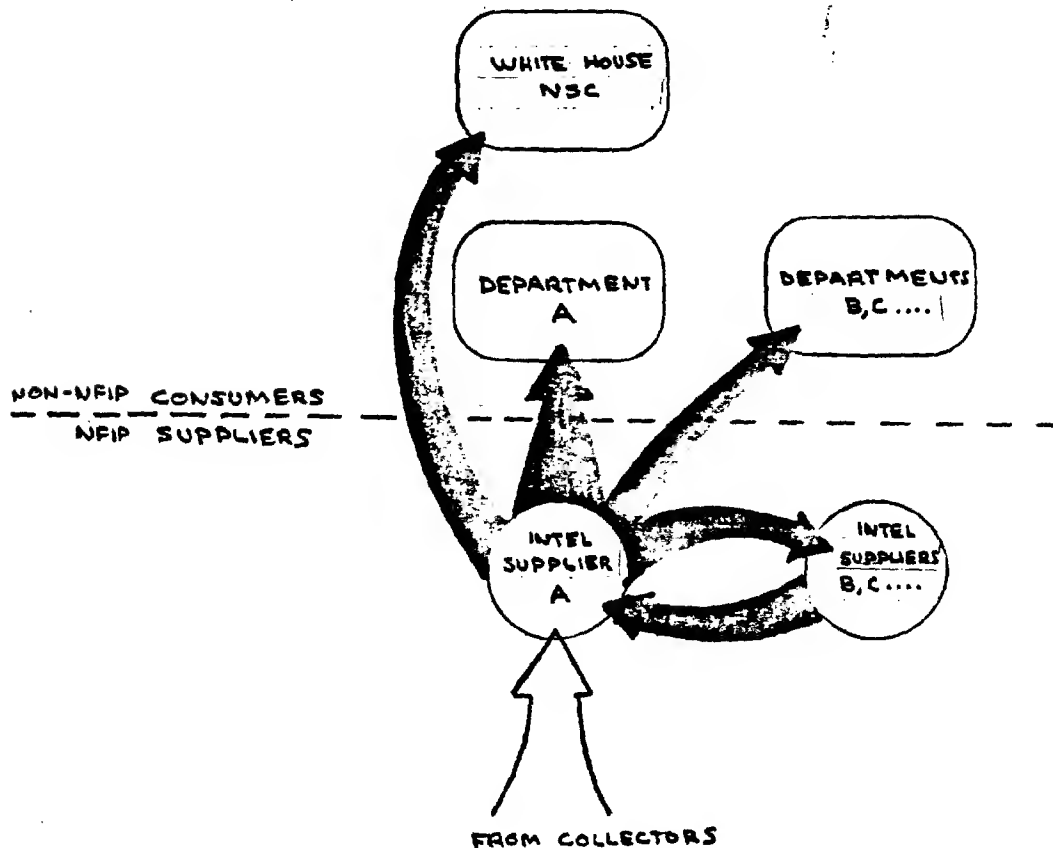 WHITE HOUSE
NSC
DEPARTMENT
A
DEPARTMENTS
B, C ....
NON-NFIP CONSUMERS
NFIP SUPPLIERS
INTEL
SUPPLIER
A
INTEL
SUPPLIERS
B, C ....
FROM COLLECTORS